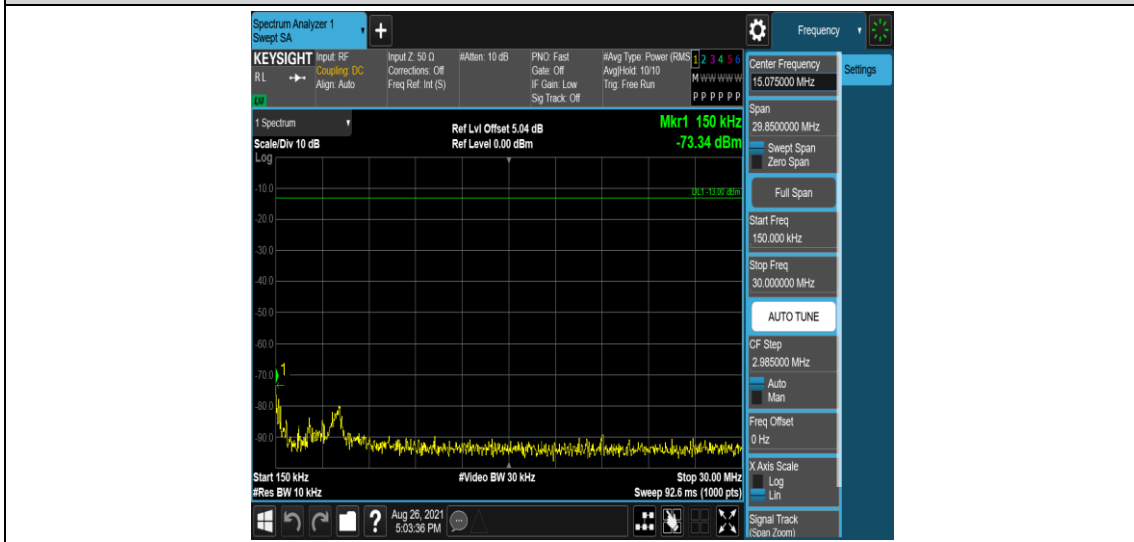 Spectrum Analyzer 1
Swept SA
+
Frequency
KEYSIGHT
RL
LXI
Input: RF
Coupling: DC
Align: Auto
Input Z: 50 Ω
Corrections: Off
Freq Ref: Int (S)
#Atten: 10 dB
PNO: Fast
Gate: Off
IF Gain: Low
Sig Track: Off
#Avg Type: Power (RMS
Avg|Hold: 10/10
Trig: Free Run
1 2 3 4 5 6
M W W W W W
P P P P P P
Center Frequency
15.075000 MHz
Settings
Span
29.8500000 MHz
Swept Span
Zero Span
Full Span
Start Freq
150.000 kHz
Stop Freq
30.000000 MHz
AUTO TUNE
CF Step
2.985000 MHz
Auto
Man
Freq Offset
0 Hz
X Axis Scale
Log
Lin
Signal Track
(Span Zoom)
1 Spectrum
Scale/Div 10 dB
Log
Ref Lvl Offset 5.04 dB
Ref Level 0.00 dBm
Mkr1 150 kHz
-73.34 dBm
DL1 -13.00 dBm
-10.0
-20.0
-30.0
-40.0
-50.0
-60.0
-70.0
1
-80.0
-90.0
Start 150 kHz
#Res BW 10 kHz
#Video BW 30 kHz
Stop 30.00 MHz
Sweep 92.6 ms (1000 pts)
?
Aug 26, 2021
5:03:36 PM